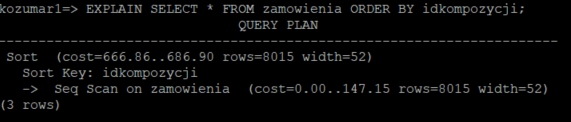 kozumar1=> EXPLAIN SELECT * FROM zamowienia ORDER BY idkompozycji;
QUERY PLAN
---------------------------------------------------------------------
Sort  (cost=666.86..686.90 rows=8015 width=52)
Sort Key: idkompozycji
->  Seq Scan on zamowienia  (cost=0.00..147.15 rows=8015 width=52)
(3 rows)